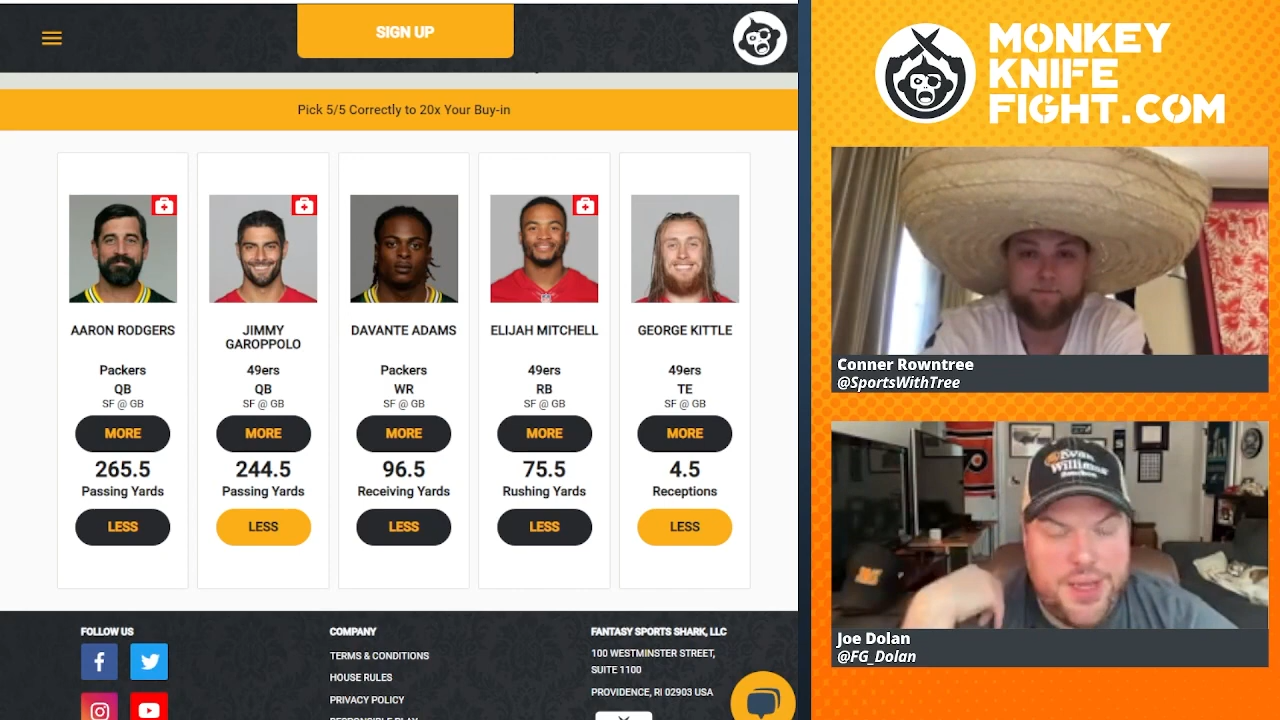 SIGN UP
Pick 5/5 Correctly to 20x Your Buy-in
AARON RODGERS
Packers
QB
SF @ GB
MORE
265.5
Passing Yards
LESS
JIMMY
GAROPPOLO
49ers
QB
SF @ GB
MORE
244.5
Passing Yards
LESS
DAVANTE ADAMS
Packers
WR
SF @ GB
MORE
96.5
Receiving Yards
LESS
ELIJAH MITCHELL
49ers
RB
SF @ GB
MORE
75.5
Rushing Yards
LESS
GEORGE KITTLE
49ers
TE
SF @ GB
MORE
4.5
Receptions
LESS
FOLLOW US
COMPANY
TERMS & CONDITIONS
HOUSE RULES
PRIVACY POLICY
FANTASY SPORTS SHARK, LLC
100 WESTMINSTER STREET,
SUITE 1100
PROVIDENCE, RI 02903 USA
MONKEY
KNIFE
FIGHT.COM
Conner Rowntree
@SportsWithTree
Evan
Williams
Joe Dolan
@FG_Dolan